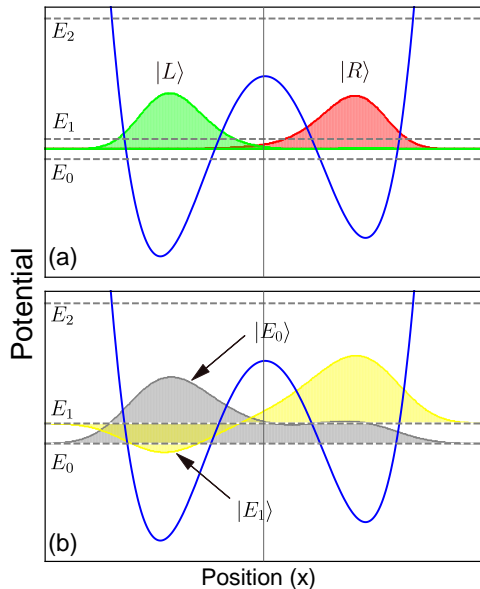 E₂
|L⟩
|R⟩
E₁
E₀
(a)
Potential
E₂
|E₀⟩
E₁
E₀
|E₁⟩
(b)
Position (x)